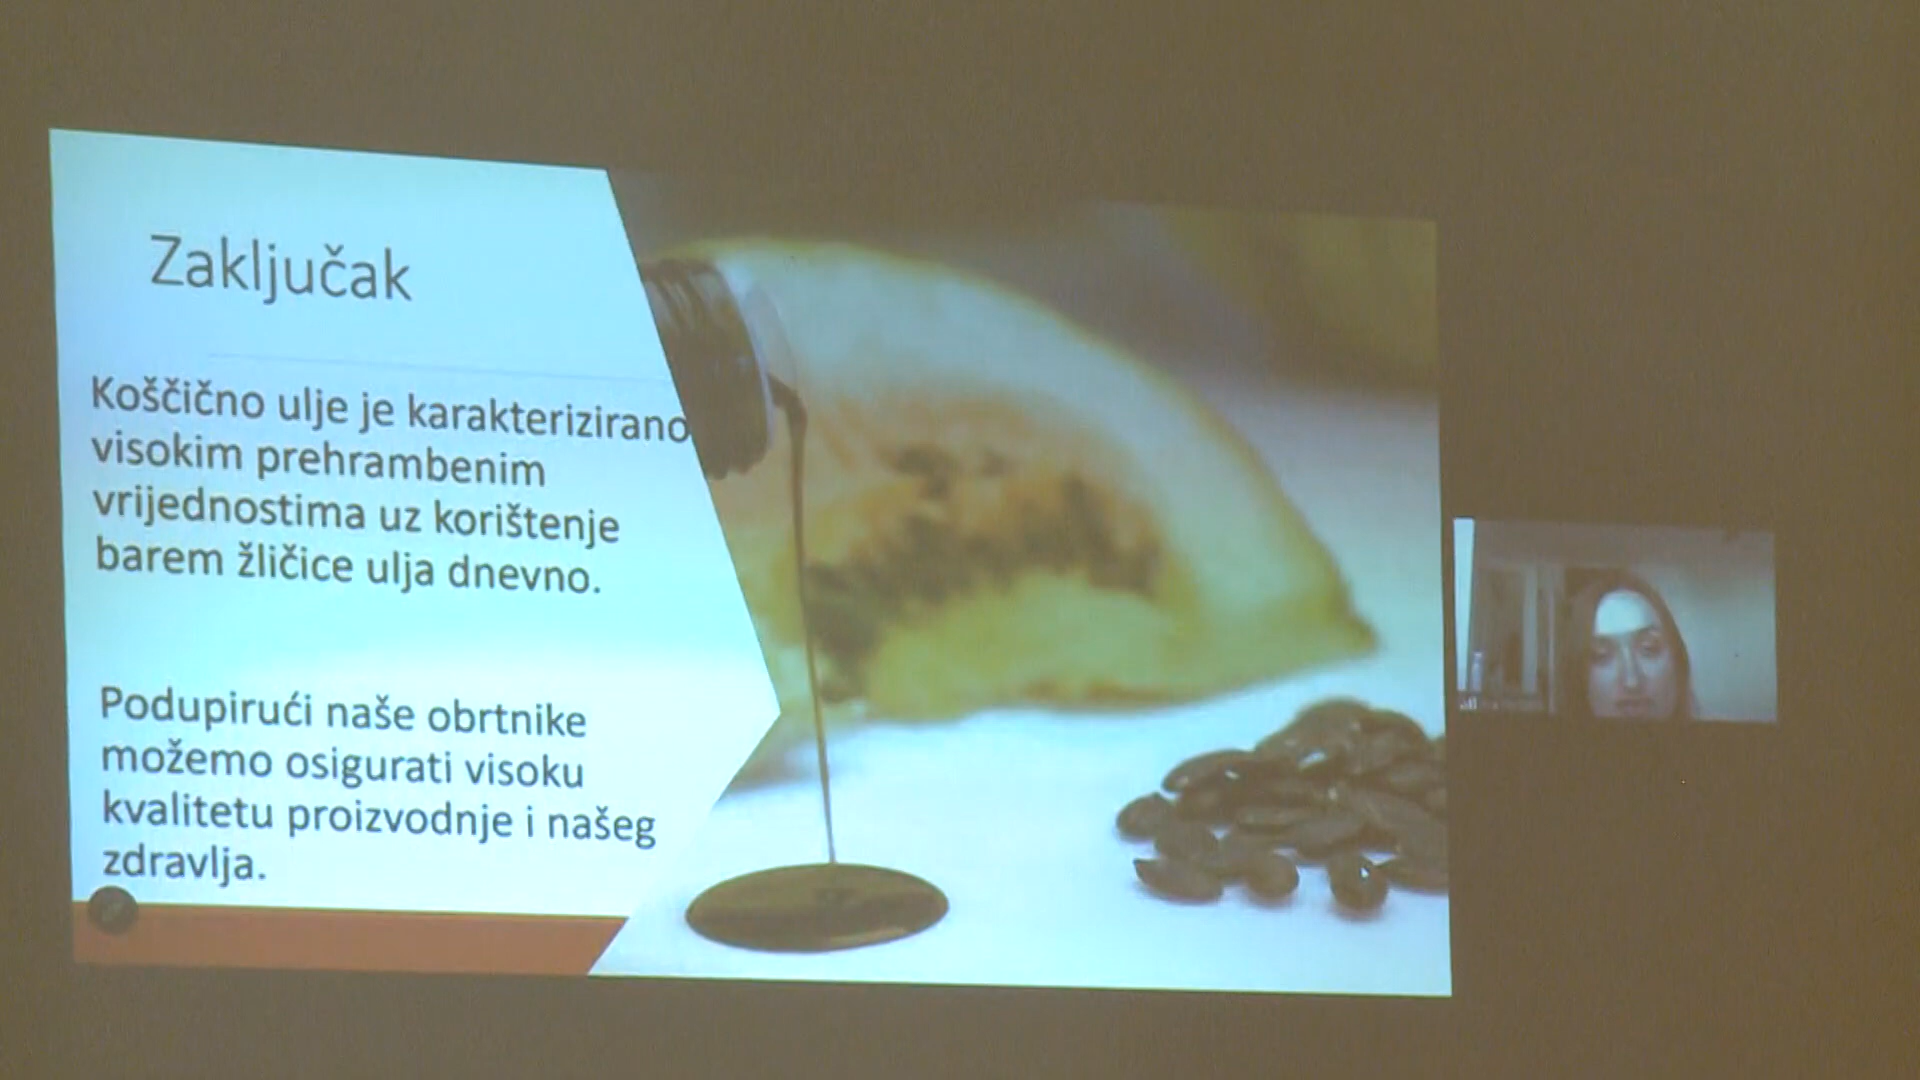 Zaključak
Koščično ulje je karakterizirano
visokim prehrambenim
vrijednostima uz korištenje
barem žličice ulja dnevno.
Podupirući naše obrtnike
možemo osigurati visoku
kvalitetu proizvodnje i našeg
zdravlja.